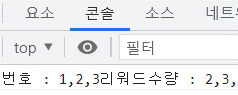 요소 콘솔 소스 네트
top 필터
번호 : 1,2,3리워드수량 : 2,3,